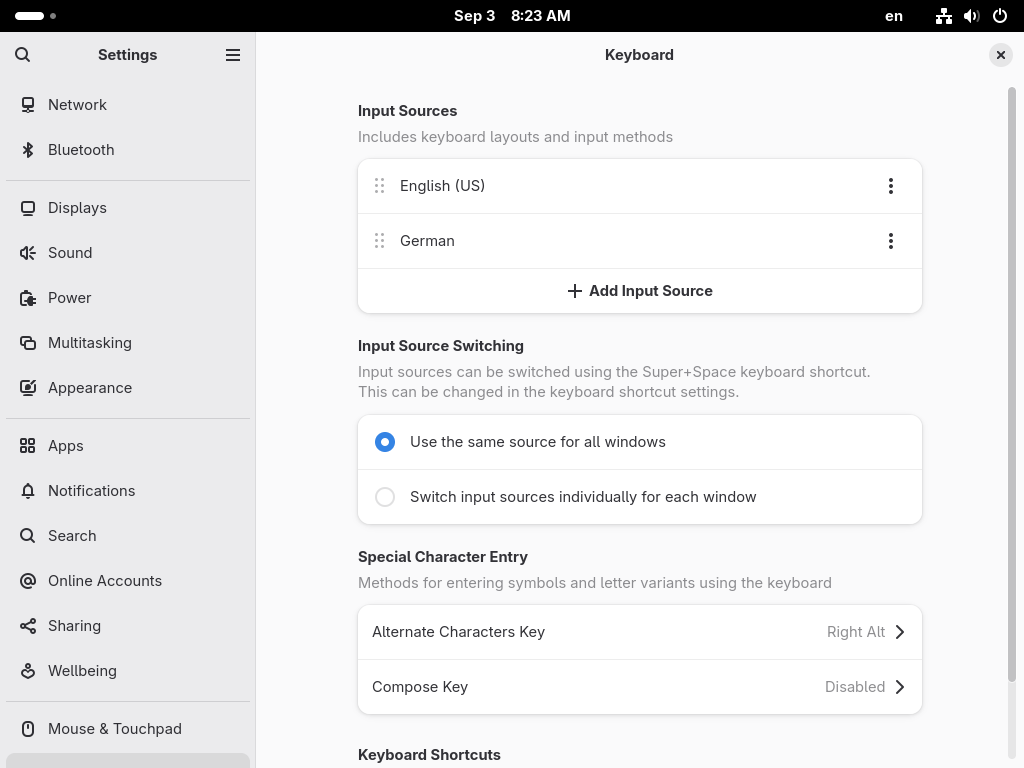 Sep 3 8:23 AM
en
Settings
Keyboard
Network
Bluetooth
Displays
Sound
Power
Multitasking
Appearance
Apps
Notifications
Search
Online Accounts
Sharing
Wellbeing
Mouse & Touchpad
Input Sources
Includes keyboard layouts and input methods
English (US)
German
Add Input Source
Input Source Switching
Input sources can be switched using the Super+Space keyboard shortcut.
This can be changed in the keyboard shortcut settings.
Use the same source for all windows
Switch input sources individually for each window
Special Character Entry
Methods for entering symbols and letter variants using the keyboard
Alternate Characters Key
Right Alt
Compose Key
Disabled
Keyboard Shortcuts